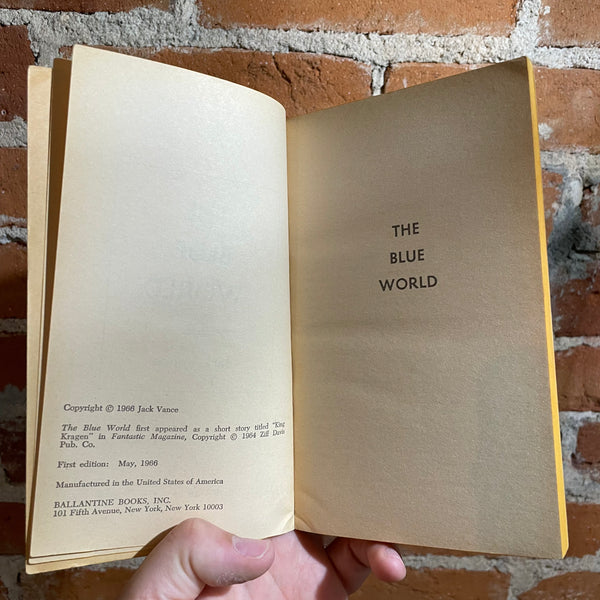 Copyright © 1966 Jack Vance
The Blue World first appeared as a short story titled "King
Kragen" in Fantastic Magazine, Copyright © 1964 Ziff Davis
Pub. Co.
First edition: May, 1966
Manufactured in the United States of America
BALLANTINE BOOKS, INC.
101 Fifth Avenue, New York, New York 10003
THE
BLUE
WORLD